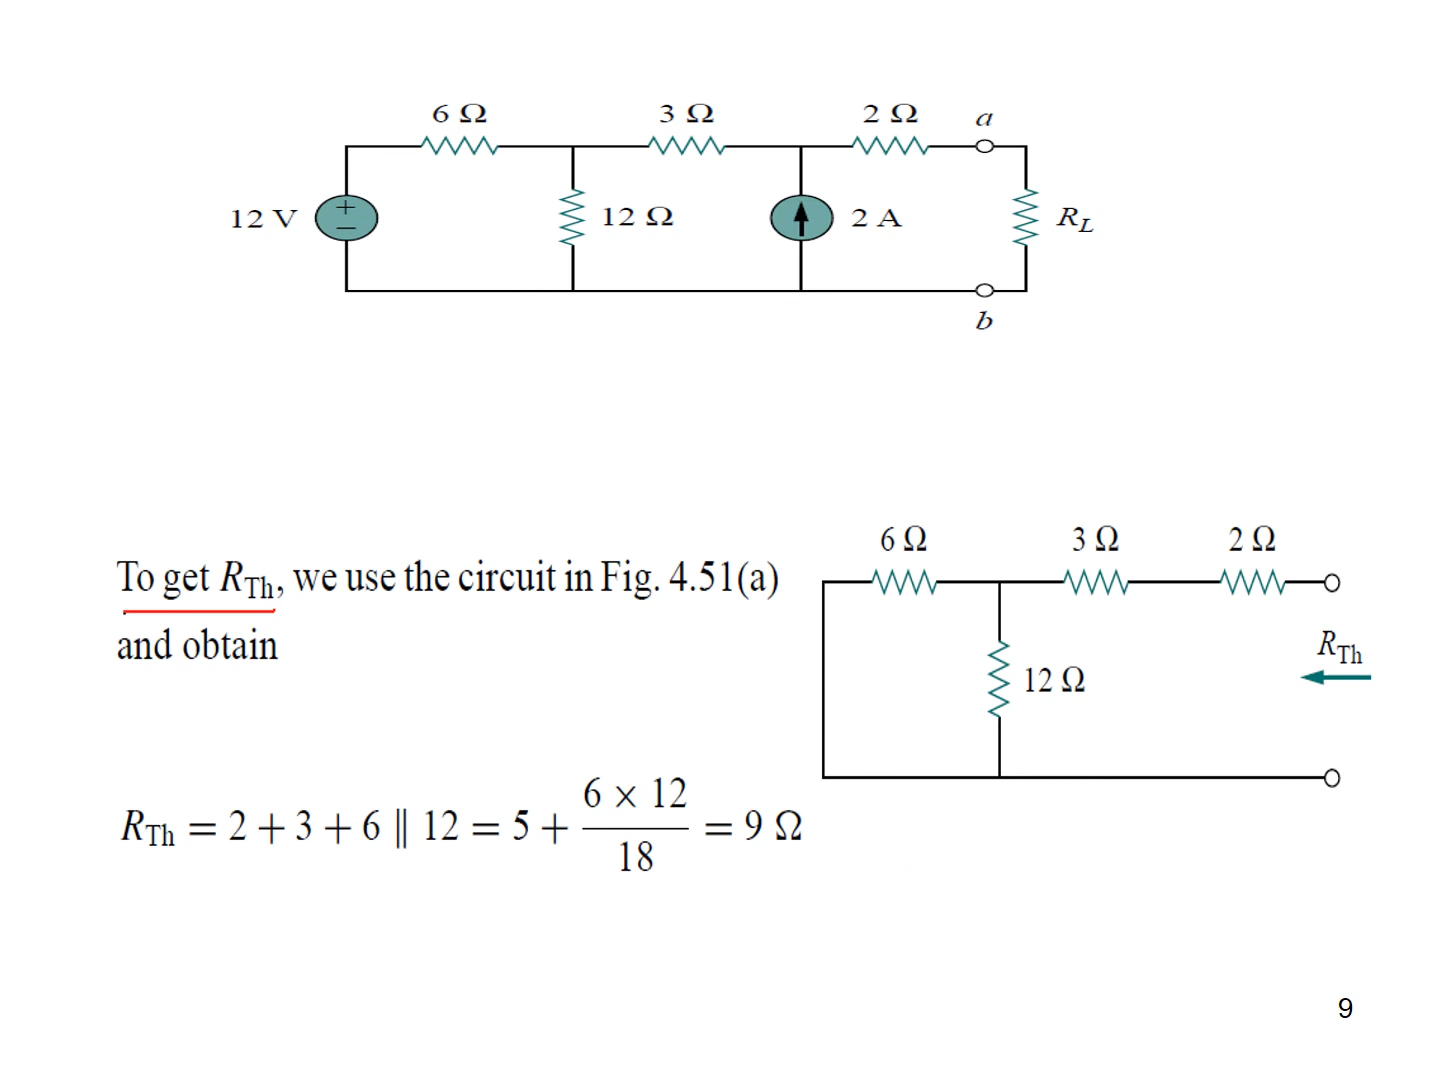 6 Ω 3 Ω 2 Ω a
12 V + − 12 Ω 2 A R_L
b
6 Ω 3 Ω 2 Ω
To get R_Th, we use the circuit in Fig. 4.51(a)
and obtain
R_Th
12 Ω
R_Th = 2 + 3 + 6 ∥ 12 = 5 + (6 × 12)/18 = 9 Ω
9